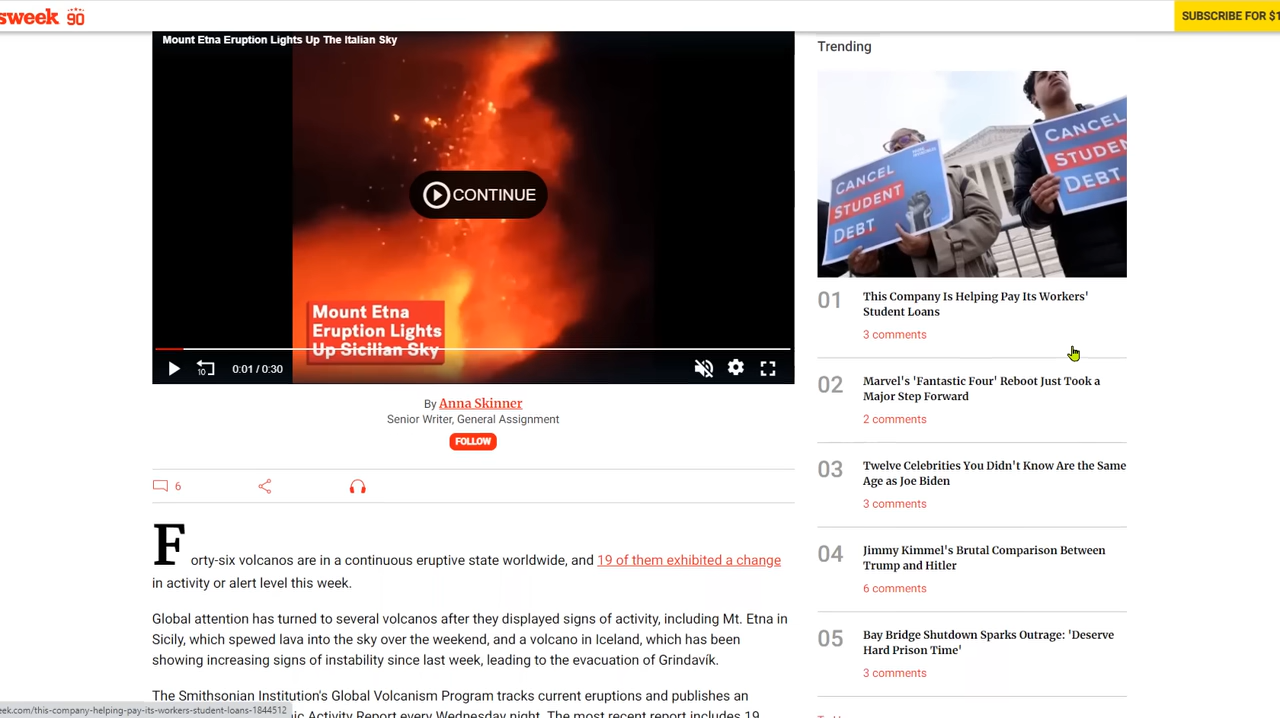 sweek 90
SUBSCRIBE FOR $1
Mount Etna Eruption Lights Up The Italian Sky
CONTINUE
Mount Etna
Eruption Lights
Up Sicilian Sky
10
0:01 / 0:30
By Anna Skinner
Senior Writer, General Assignment
FOLLOW
6
Forty-six volcanos are in a continuous eruptive state worldwide, and 19 of them exhibited a change
in activity or alert level this week.
Global attention has turned to several volcanos after they displayed signs of activity, including Mt. Etna in
Sicily, which spewed lava into the sky over the weekend, and a volcano in Iceland, which has been
showing increasing signs of instability since last week, leading to the evacuation of Grindavík.
The Smithsonian Institution's Global Volcanism Program tracks current eruptions and publishes an
ic Activity Report every Wednesday night. The most recent report includes 19
eek.com/this-company-helping-pay-its-workers-student-loans-1844512
Trending
CANCEL
STUDENT
DEBT
CANCEL
STUDEN
DEBT
01
This Company Is Helping Pay Its Workers'
Student Loans
3 comments
02
Marvel's 'Fantastic Four' Reboot Just Took a
Major Step Forward
2 comments
03
Twelve Celebrities You Didn't Know Are the Same
Age as Joe Biden
3 comments
04
Jimmy Kimmel's Brutal Comparison Between
Trump and Hitler
6 comments
05
Bay Bridge Shutdown Sparks Outrage: 'Deserve
Hard Prison Time'
3 comments